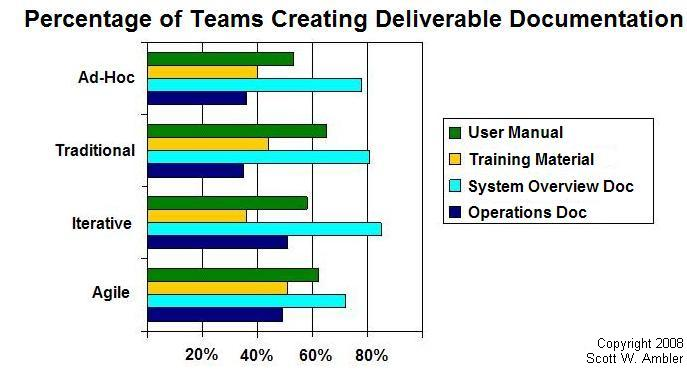 Percentage of Teams Creating Deliverable Documentation
Ad-Hoc
Traditional
Iterative
Agile
20% 40% 60% 80%
User Manual
Training Material
System Overview Doc
Operations Doc
Copyright 2008
Scott W. Ambler